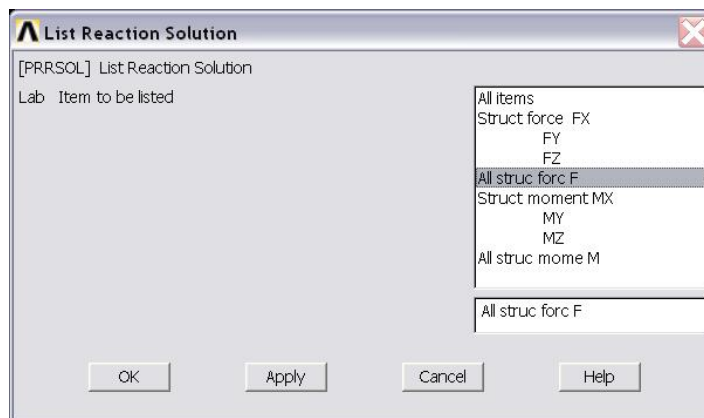 List Reaction Solution
[PRRSOL] List Reaction Solution
Lab Item to be listed
All items
Struct force FX
FY
FZ
All struc forc F
Struct moment MX
MY
MZ
All struc mome M
All struc forc F
OK Apply Cancel Help